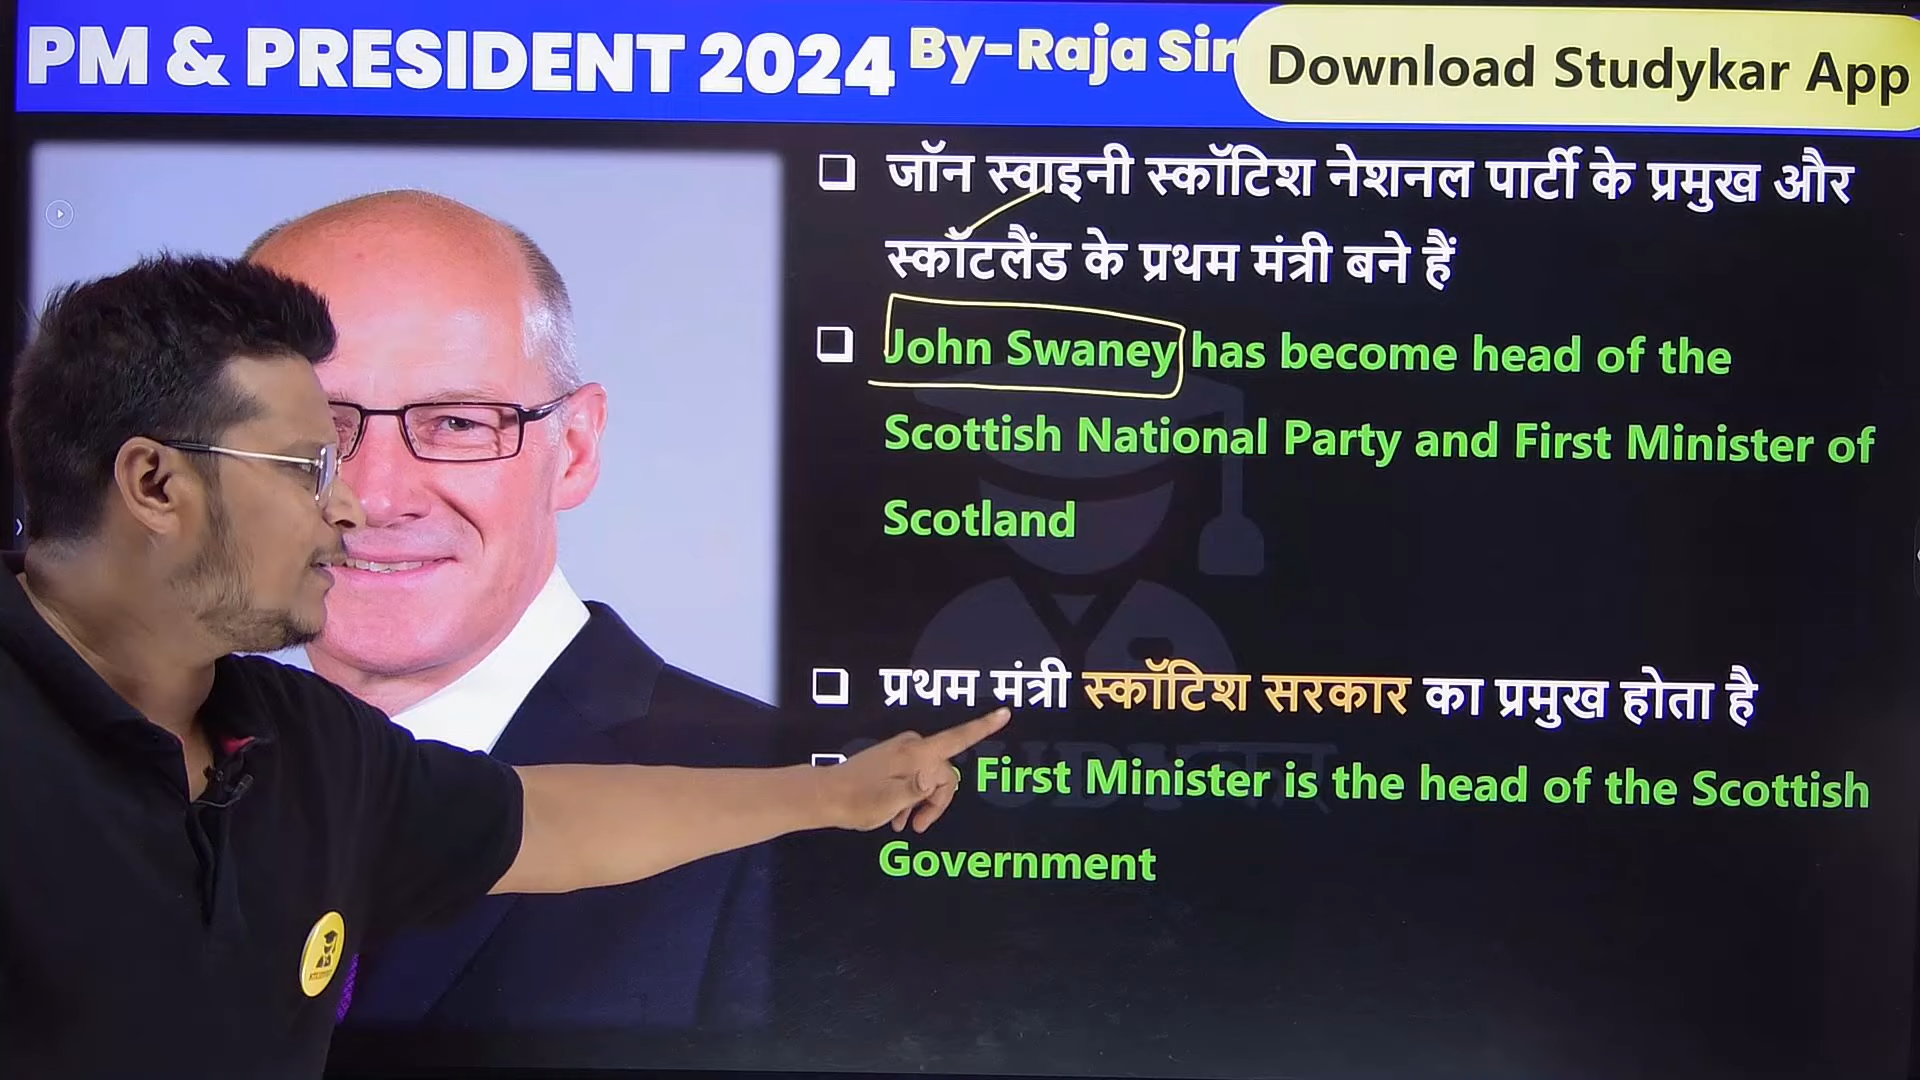 PM & PRESIDENT 2024 By-Raja Sir
Download Studykar App
जॉन स्वाइनी स्कॉटिश नेशनल पार्टी के प्रमुख और
स्कॉटलैंड के प्रथम मंत्री बने हैं
John Swaney has become head of the
Scottish National Party and First Minister of
Scotland
प्रथम मंत्री स्कॉटिश सरकार का प्रमुख होता है
First Minister is the head of the Scottish
Government